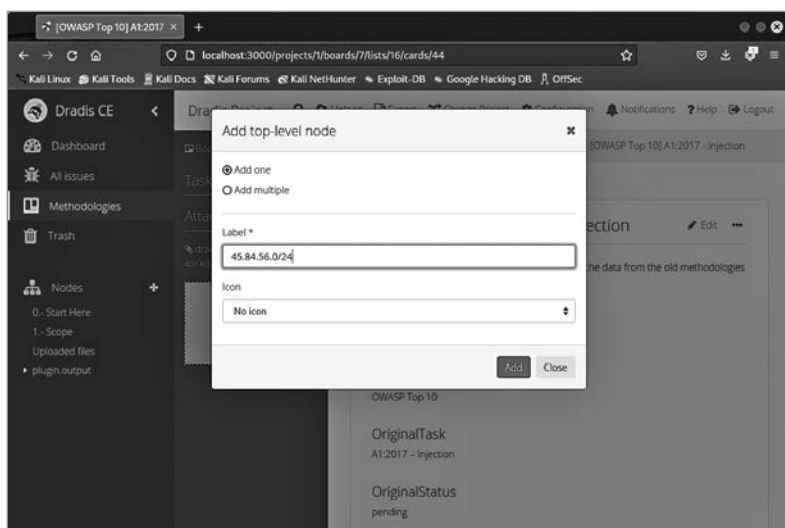 [OWASP Top 10] A1:2017
localhost:3000/projects/1/boards/7/lists/16/cards/44
Kali Linux Kali Tools Kali Docs Kali Forums Kali NetHunter Exploit-DB Google Hacking DB OffSec
Dradis CE
Notifications ? Help Logout
Add top-level node
[OWASP Top 10] A1:2017 - Injection
Dashboard
All issues
Methodologies
Trash
Add one
Add multiple
Label *
45.84.56.0/24
Edit
the data from the old methodologies
Icon
No icon
Nodes
0.- Start Here
1.- Scope
Uploaded files
plugin output
Add Close
OWASP Top 10
OriginalTask
A1:2017 – Injection
OriginalStatus
pending